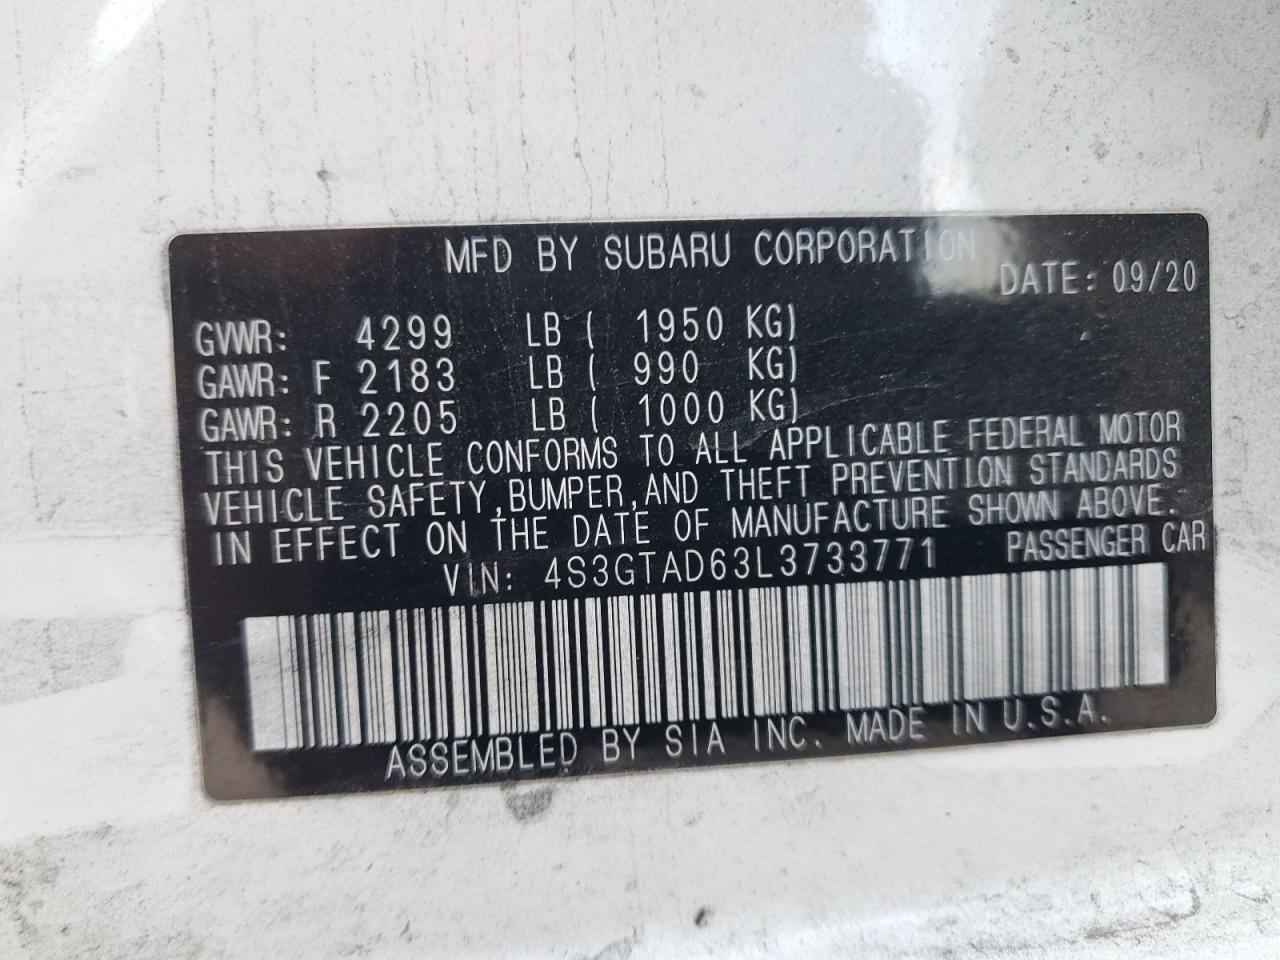 MFD BY SUBARU CORPORATION
DATE: 09/20
GVWR: 4299 LB ( 1950 KG)
GAWR: F 2183 LB ( 990 KG)
GAWR: R 2205 LB ( 1000 KG)
THIS VEHICLE CONFORMS TO ALL APPLICABLE FEDERAL MOTOR
VEHICLE SAFETY,BUMPER,AND THEFT PREVENTION STANDARDS
IN EFFECT ON THE DATE OF MANUFACTURE SHOWN ABOVE.
VIN: 4S3GTAD63L3733771 PASSENGER CAR
ASSEMBLED BY SIA INC. MADE IN U.S.A.